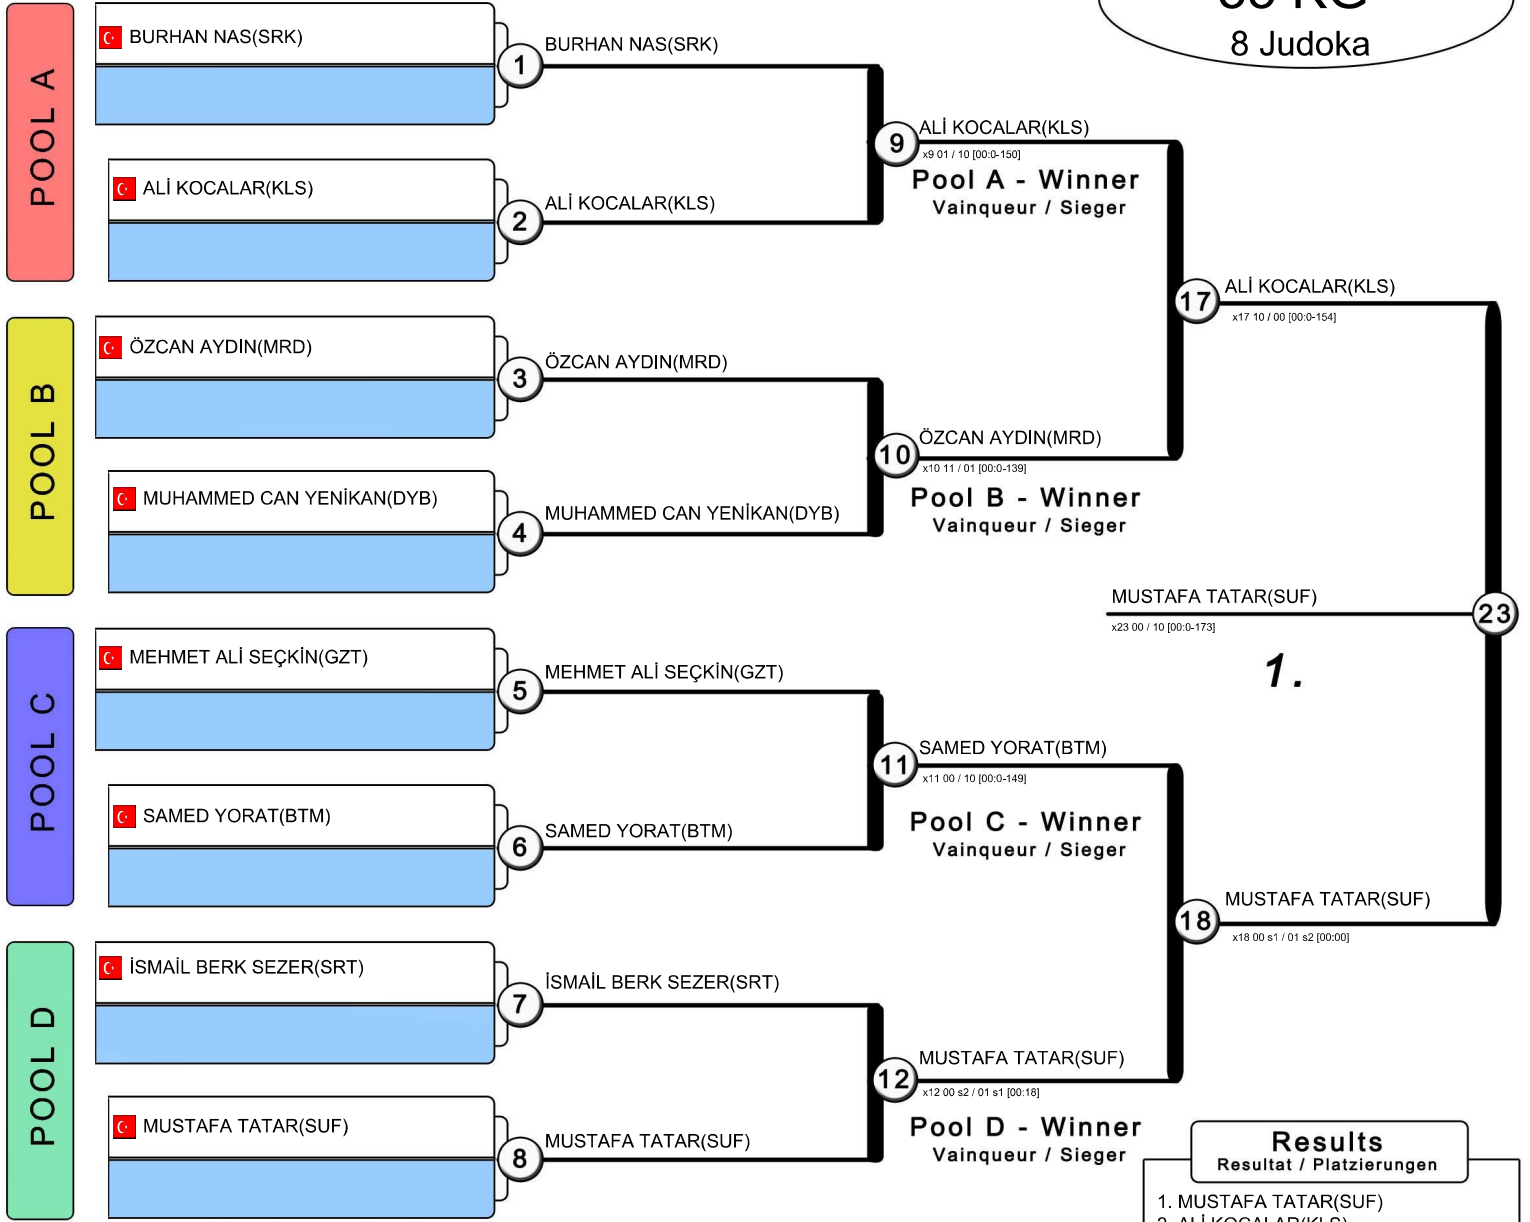 KG
8 Judoka
POOL A
BURHAN NAS(SRK)
1
BURHAN NAS(SRK)
ALİ KOCALAR(KLS)
2
ALİ KOCALAR(KLS)
9
ALİ KOCALAR(KLS)
x9 01 / 10 [00:0-150]
Pool A - Winner
Vainqueur / Sieger
POOL B
ÖZCAN AYDIN(MRD)
3
ÖZCAN AYDIN(MRD)
MUHAMMED CAN YENİKAN(DYB)
4
MUHAMMED CAN YENİKAN(DYB)
10
ÖZCAN AYDIN(MRD)
x10 11 / 01 [00:0-139]
Pool B - Winner
Vainqueur / Sieger
17
ALİ KOCALAR(KLS)
x17 10 / 00 [00:0-154]
MUSTAFA TATAR(SUF)
23
x23 00 / 10 [00:0-173]
1.
POOL C
MEHMET ALİ SEÇKİN(GZT)
5
MEHMET ALİ SEÇKİN(GZT)
SAMED YORAT(BTM)
6
SAMED YORAT(BTM)
11
SAMED YORAT(BTM)
x11 00 / 10 [00:0-149]
Pool C - Winner
Vainqueur / Sieger
18
MUSTAFA TATAR(SUF)
x18 00 s1 / 01 s2 [00:00]
POOL D
İSMAİL BERK SEZER(SRT)
7
İSMAİL BERK SEZER(SRT)
MUSTAFA TATAR(SUF)
8
MUSTAFA TATAR(SUF)
12
MUSTAFA TATAR(SUF)
x12 00 s2 / 01 s1 [00:18]
Pool D - Winner
Vainqueur / Sieger
Results
Resultat / Platzierungen
1. MUSTAFA TATAR(SUF)
2. ALİ KOCALAR(KLS)